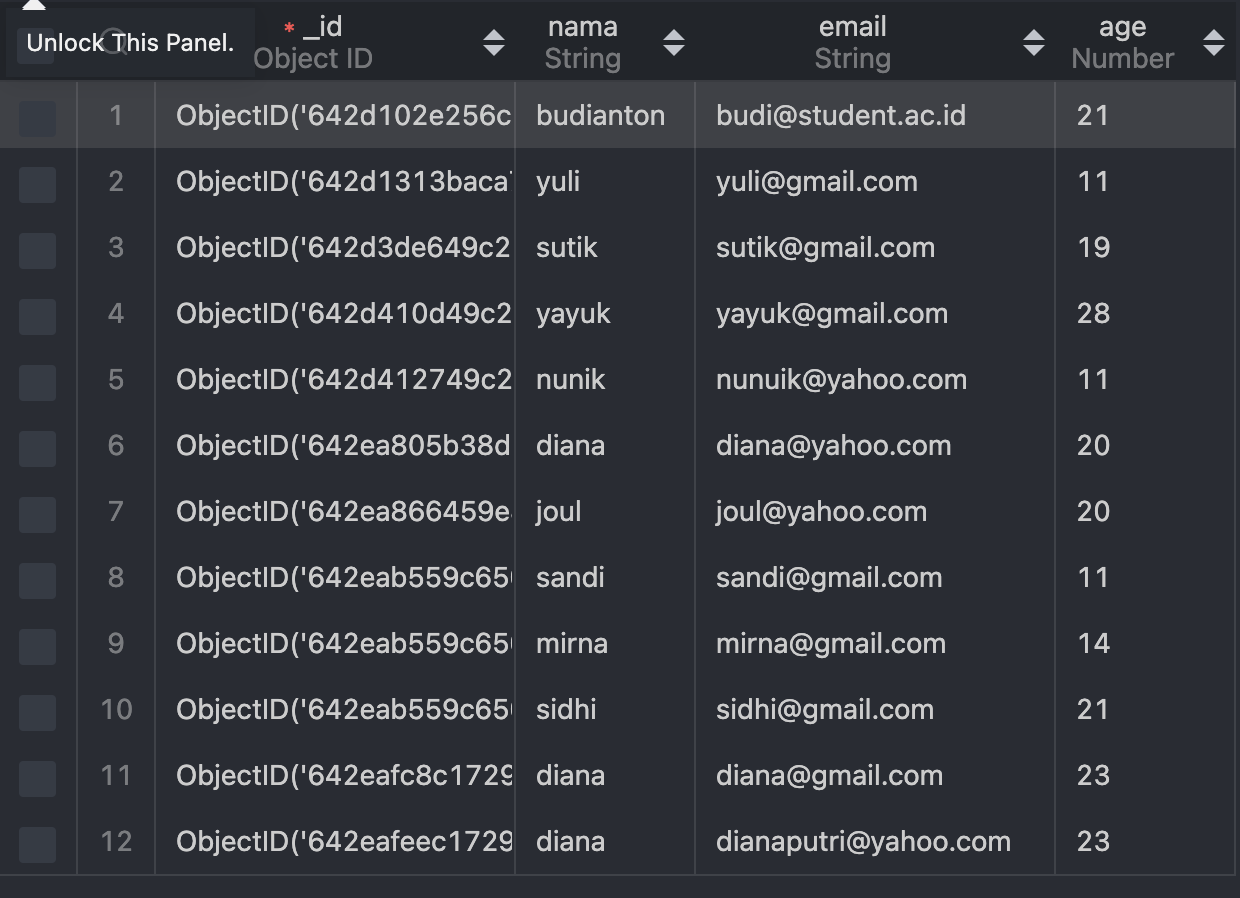 Unlock This Panel.
* _id nama email age
Object ID String String Number
1 ObjectID('642d102e256c budianton budi@student.ac.id 21
2 ObjectID('642d1313baca yuli yuli@gmail.com 11
3 ObjectID('642d3de649c2 sutik sutik@gmail.com 19
4 ObjectID('642d410d49c2 yayuk yayuk@gmail.com 28
5 ObjectID('642d412749c2 nunik nunuik@yahoo.com 11
6 ObjectID('642ea805b38d diana diana@yahoo.com 20
7 ObjectID('642ea866459e joul joul@yahoo.com 20
8 ObjectID('642eab559c65 sandi sandi@gmail.com 11
9 ObjectID('642eab559c65 mirna mirna@gmail.com 14
10 ObjectID('642eab559c65 sidhi sidhi@gmail.com 21
11 ObjectID('642eafc8c1729 diana diana@gmail.com 23
12 ObjectID('642eafeec1729 diana dianaputri@yahoo.com 23